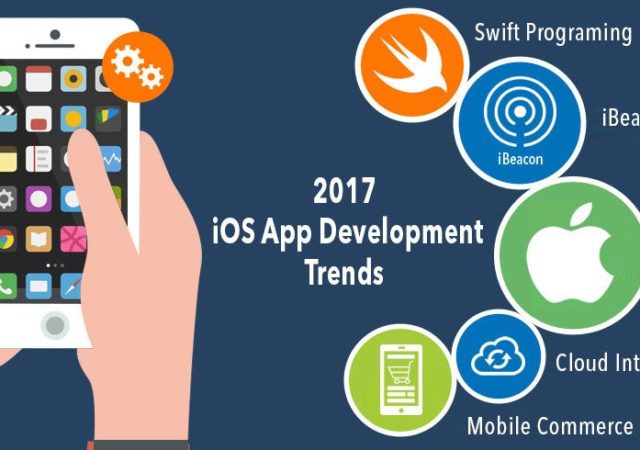 Swift Programing
iBea
iBeacon
2017
iOS App Development
Trends
Cloud Int
Mobile Commerce